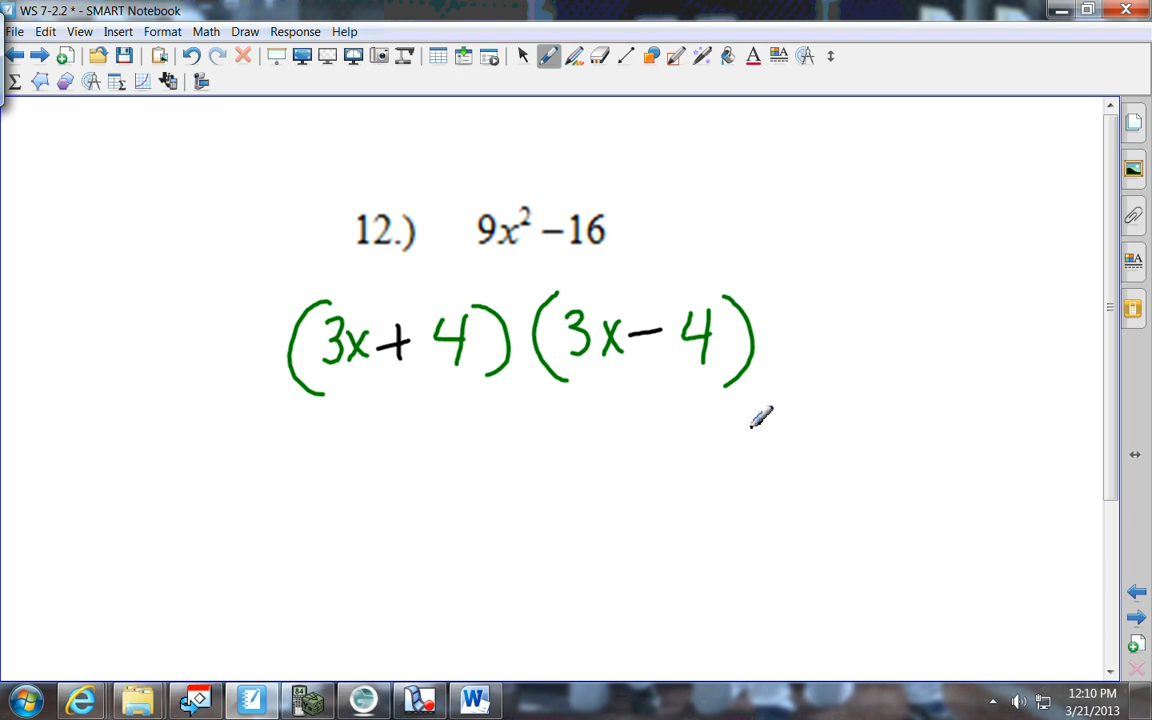 WS 7-2.2 * - SMART Notebook
File Edit View Insert Format Math Draw Response Help
12.) 9x² −16
(3x + 4) (3x − 4)
12:10 PM
3/21/2013